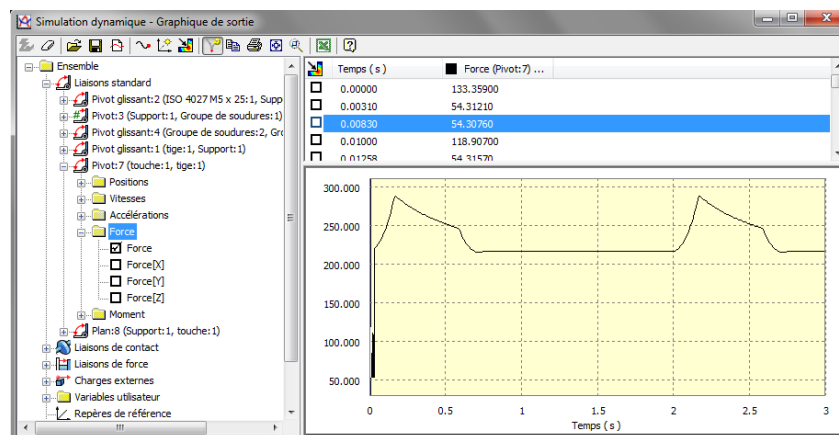 Simulation dynamique - Graphique de sortie
Ensemble
Liaisons standard
Pivot glissant:2 (ISO 4027 M5 x 25:1, Supp
Pivot:3 (Support:1, Groupe de soudures:1)
Pivot glissant:4 (Groupe de soudures:2, Gro
Pivot glissant:1 (tige:1, Support:1)
Pivot:7 (touche:1, tige:1)
Positions
Vitesses
Accélérations
Force
Force
Force[X]
Force[Y]
Force[Z]
Moment
Plan:8 (Support:1, touche:1)
Liaisons de contact
Liaisons de force
Charges externes
Variables utilisateur
Repères de référence
Temps ( s ) Force (Pivot:7) ...
0.00000 133.35900
0.00310 54.31210
0.00830 54.30760
0.01000 118.90700
0.01258 54.31570
300.000
250.000
200.000
150.000
100.000
50.000
0 0.5 1 1.5 2 2.5 3
Temps ( s )